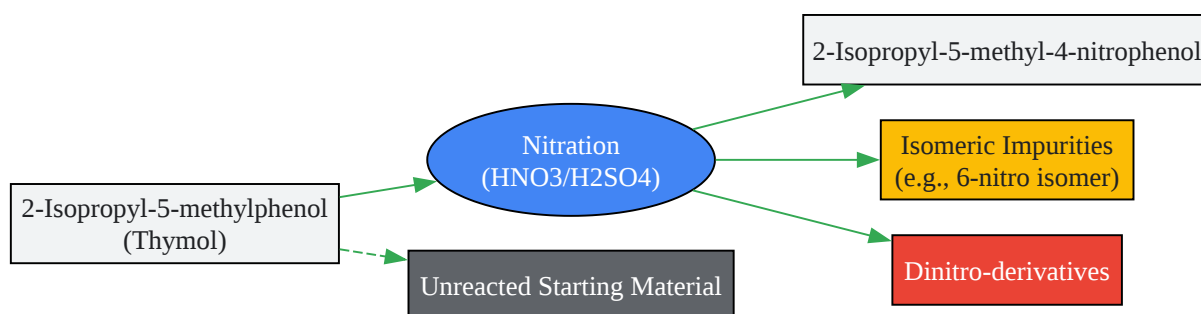 2-Isopropyl-5-methylphenol
(Thymol)
Nitration
(HNO3/H2SO4)
Unreacted Starting Material
2-Isopropyl-5-methyl-4-nitrophenol
Isomeric Impurities
(e.g., 6-nitro isomer)
Dinitro-derivatives